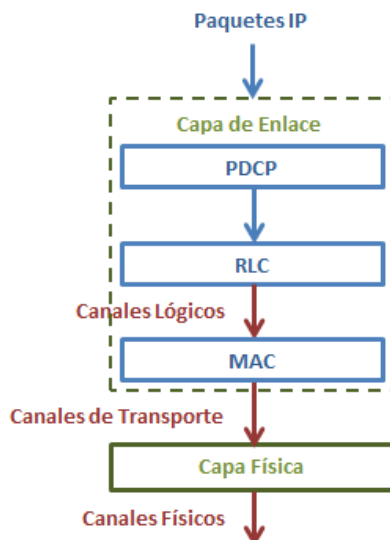 Paquetes IP
Capa de Enlace
PDCP
RLC
Canales Lógicos
MAC
Canales de Transporte
Capa Física
Canales Físicos